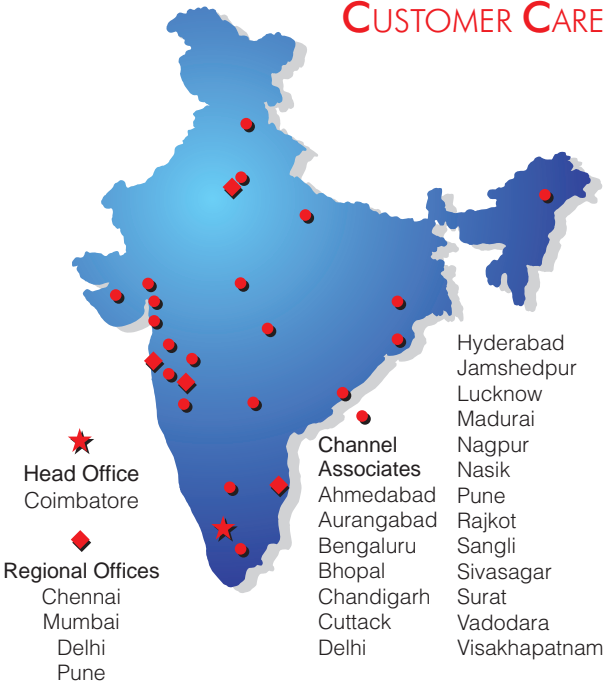 CUSTOMER CARE
Head Office
Coimbatore
Regional Offices
Chennai
Mumbai
Delhi
Pune
Channel
Associates
Ahmedabad
Aurangabad
Bengaluru
Bhopal
Chandigarh
Cuttack
Delhi
Hyderabad
Jamshedpur
Lucknow
Madurai
Nagpur
Nasik
Pune
Rajkot
Sangli
Sivasagar
Surat
Vadodara
Visakhapatnam